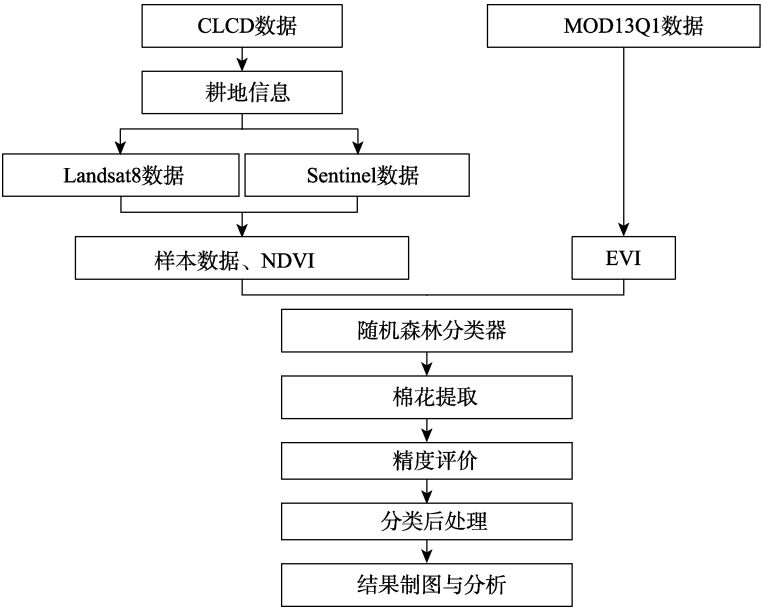 CLCD数据
MOD13Q1数据
耕地信息
Landsat8数据
Sentinel数据
样本数据、NDVI
EVI
随机森林分类器
棉花提取
精度评价
分类后处理
结果制图与分析